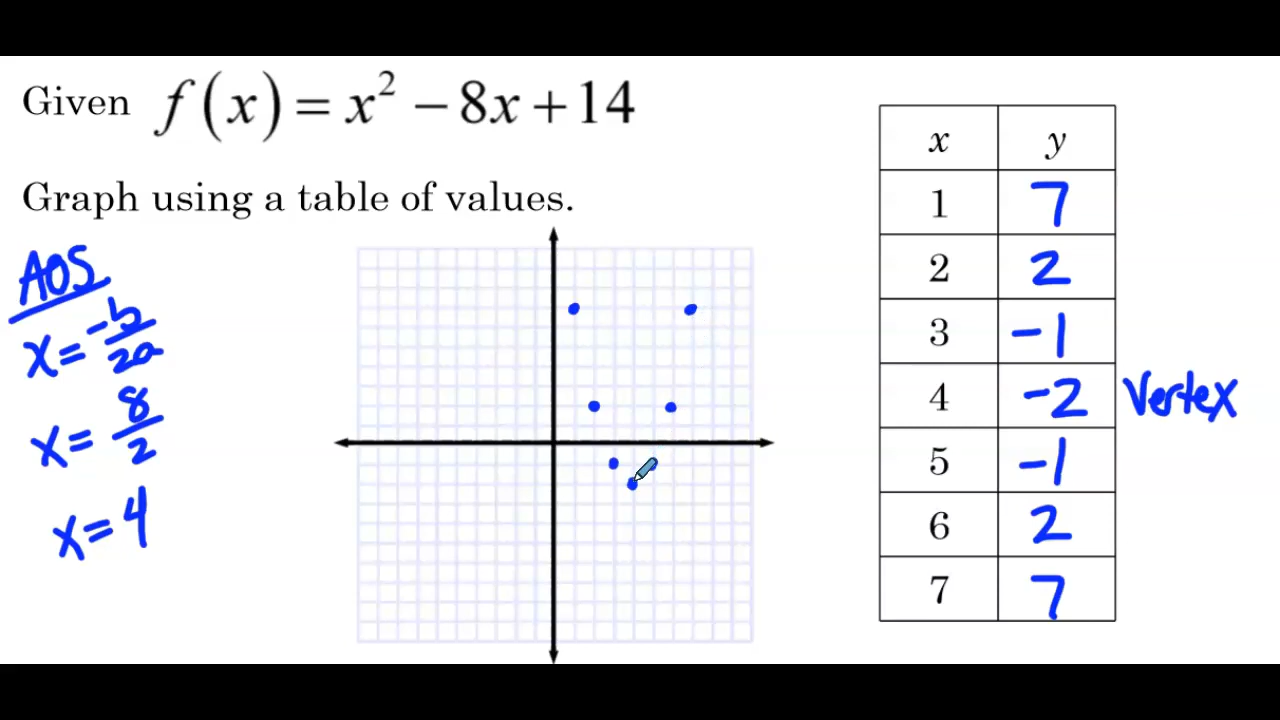 Given f(x) = x² − 8x + 14
Graph using a table of values.
AOS
x = -b/2a
x = 8/2
x = 4
x y
1 7
2 2
3 -1
4 -2 Vertex
5 -1
6 2
7 7